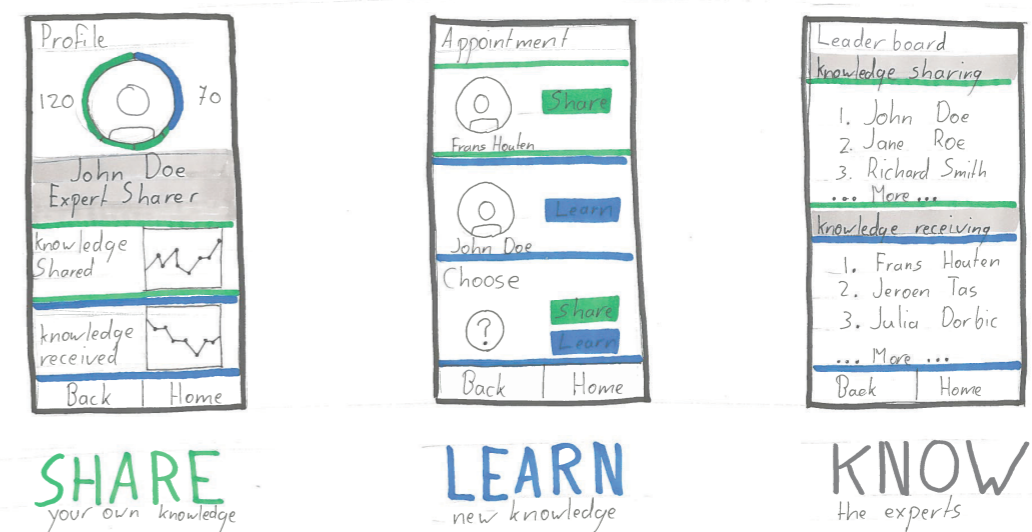 Profile
120
70
John Doe
Expert Sharer
knowledge
Shared
knowledge
received
Back Home
SHARE
your own knowledge
Appointment
Share
Frans Houten
Learn
John Doe
Choose
?
Share
Learn
Back Home
LEARN
new knowledge
Leaderboard
knowledge sharing
1. John Doe
2. Jane Roe
3. Richard Smith
... More ...
knowledge receiving
1. Frans Houten
2. Jeroen Tas
3. Julia Dorbic
... More ...
Back Home
KNOW
the experts